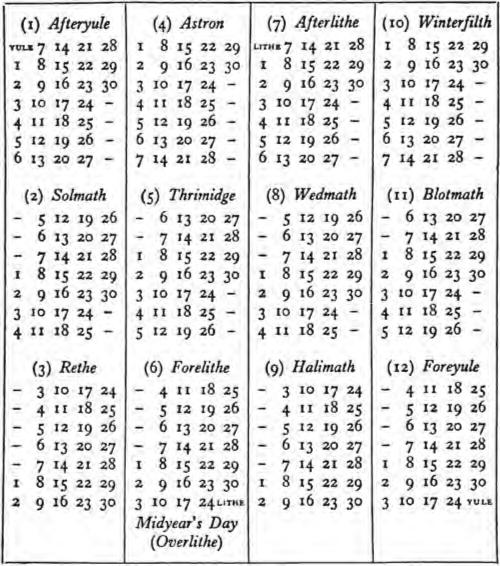 (1) Afteryule
YULE 7 14 21 28
1 8 15 22 29
2 9 16 23 30
3 10 17 24 -
4 11 18 25 -
5 12 19 26 -
6 13 20 27 -
(2) Solmath
- 5 12 19 26
- 6 13 20 27
- 7 14 21 28
1 8 15 22 29
2 9 16 23 30
3 10 17 24 -
4 11 18 25 -
(3) Rethe
- 3 10 17 24
- 4 11 18 25
- 5 12 19 26
- 6 13 20 27
- 7 14 21 28
1 8 15 22 29
2 9 16 23 30
(4) Astron
1 8 15 22 29
2 9 16 23 30
3 10 17 24 -
4 11 18 25 -
5 12 19 26 -
6 13 20 27 -
7 14 21 28 -
(5) Thrimidge
- 6 13 20 27
- 7 14 21 28
1 8 15 22 29
2 9 16 23 30
3 10 17 24 -
4 11 18 25 -
5 12 19 26 -
(6) Forelithe
- 4 11 18 25
- 5 12 19 26
- 6 13 20 27
- 7 14 21 28
1 8 15 22 29
2 9 16 23 30
3 10 17 24 LITHE
Midyear's Day
(Overlithe)
(7) Afterlithe
LITHE 7 14 21 28
1 8 15 22 29
2 9 16 23 30
3 10 17 24 -
4 11 18 25 -
5 12 19 26 -
6 13 20 27 -
(8) Wedmath
- 5 12 19 26
- 6 13 20 27
- 7 14 21 28
1 8 15 22 29
2 9 16 23 30
3 10 17 24 -
4 11 18 25 -
(9) Halimath
- 3 10 17 24
- 4 11 18 25
- 5 12 19 26
- 6 13 20 27
- 7 14 21 28
1 8 15 22 29
2 9 16 23 30
(10) Winterfilth
1 8 15 22 29
2 9 16 23 30
3 10 17 24 -
4 11 18 25 -
5 12 19 26 -
6 13 20 27 -
7 14 21 28 -
(11) Blotmath
- 6 13 20 27
- 7 14 21 28
1 8 15 22 29
2 9 16 23 30
3 10 17 24 -
4 11 18 25 -
5 12 19 26 -
(12) Foreyule
- 4 11 18 25
- 5 12 19 26
- 6 13 20 27
- 7 14 21 28
1 8 15 22 29
2 9 16 23 30
3 10 17 24 YULE